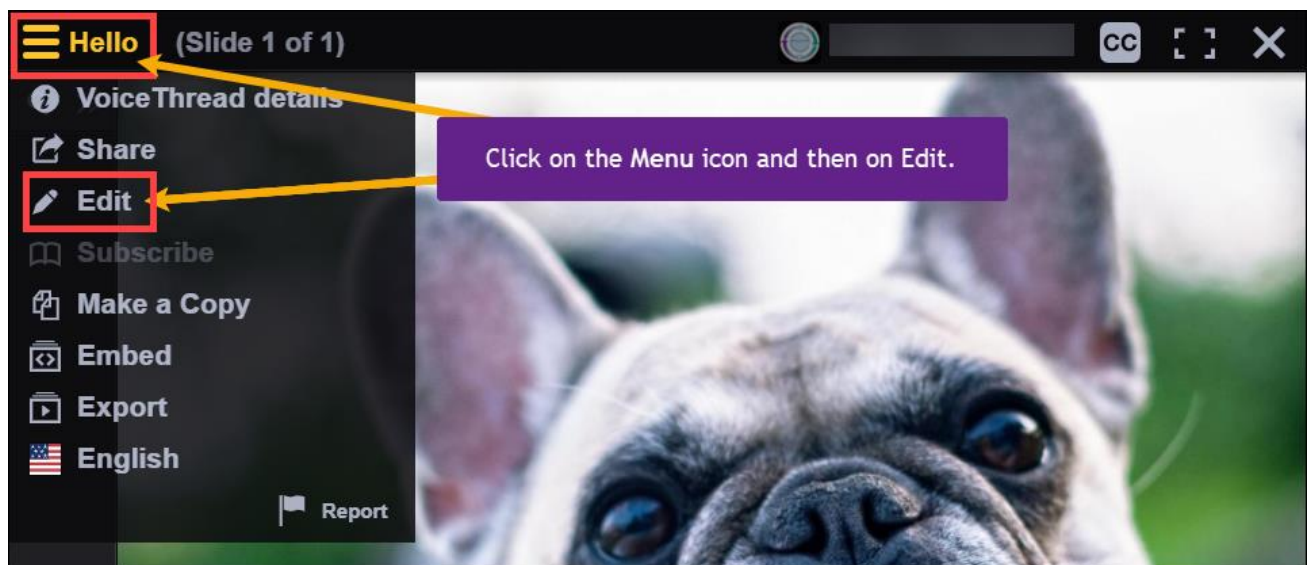 Hello (Slide 1 of 1) CC
VoiceThread details
Share
Click on the Menu icon and then on Edit.
Edit
Subscribe
Make a Copy
Embed
Export
English
Report